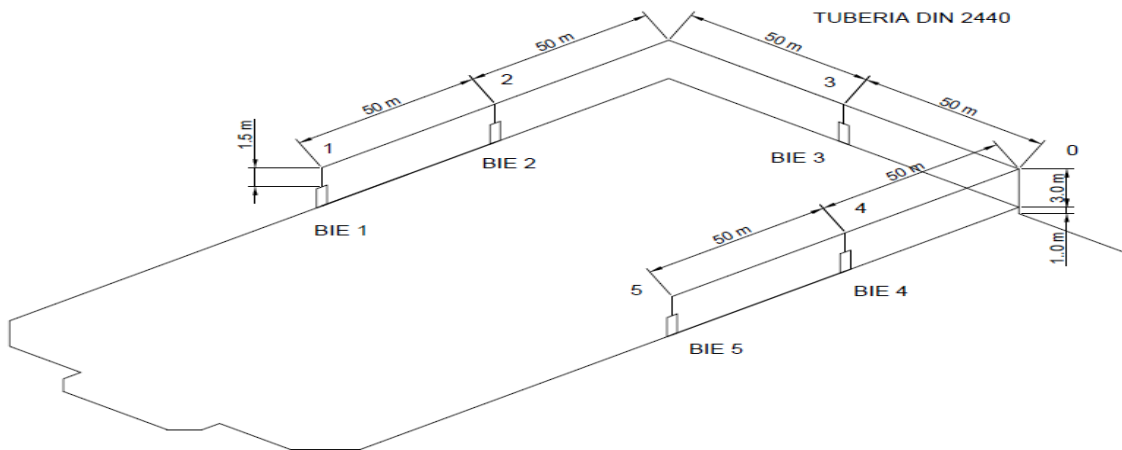 TUBERIA DIN 2440
50 m
50 m
2
3
50 m
50 m
1
1.5 m
0
BIE 2
BIE 3
50 m
3.0 m
BIE 1
4
50 m
1..0 m
5
BIE 4
BIE 5